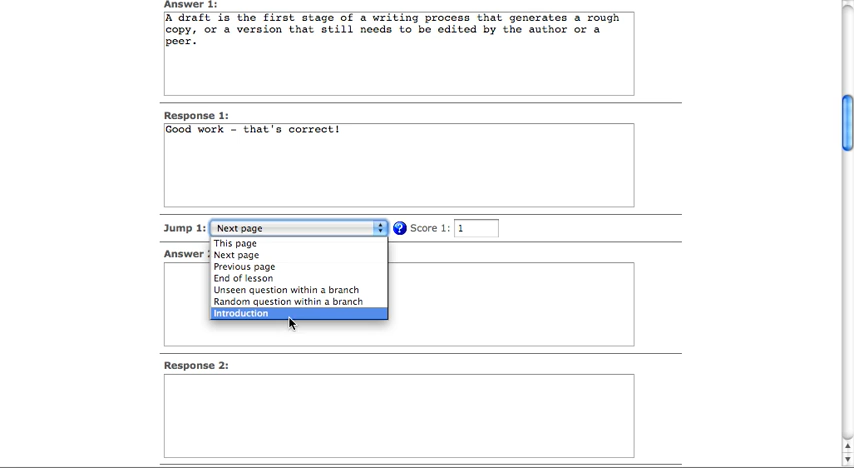 Answer 1:
A draft is the first stage of a writing process that generates a rough
copy, or a version that still needs to be edited by the author or a
peer.
Response 1:
Good work - that's correct!
Jump 1: Next page ? Score 1: 1
This page
Next page
Previous page
End of lesson
Unseen question within a branch
Random question within a branch
Introduction
Answer
Response 2: